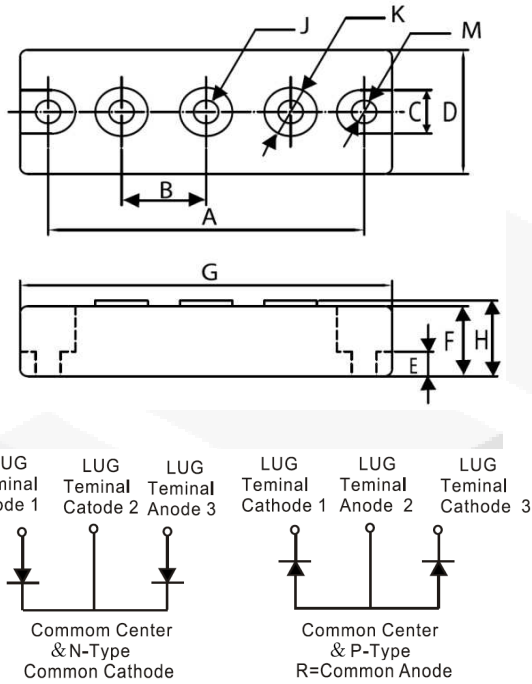 J
K
M
C
D
B
A
G
F
H
E
LUG
Teminal
Catode 2
LUG
Teminal
Anode 3
LUG
Teminal
Cathode 1
LUG
Teminal
Anode 2
LUG
Teminal
Cathode 3
Commom Center
& N-Type
Common Cathode
Common Center
& P-Type
R=Common Anode